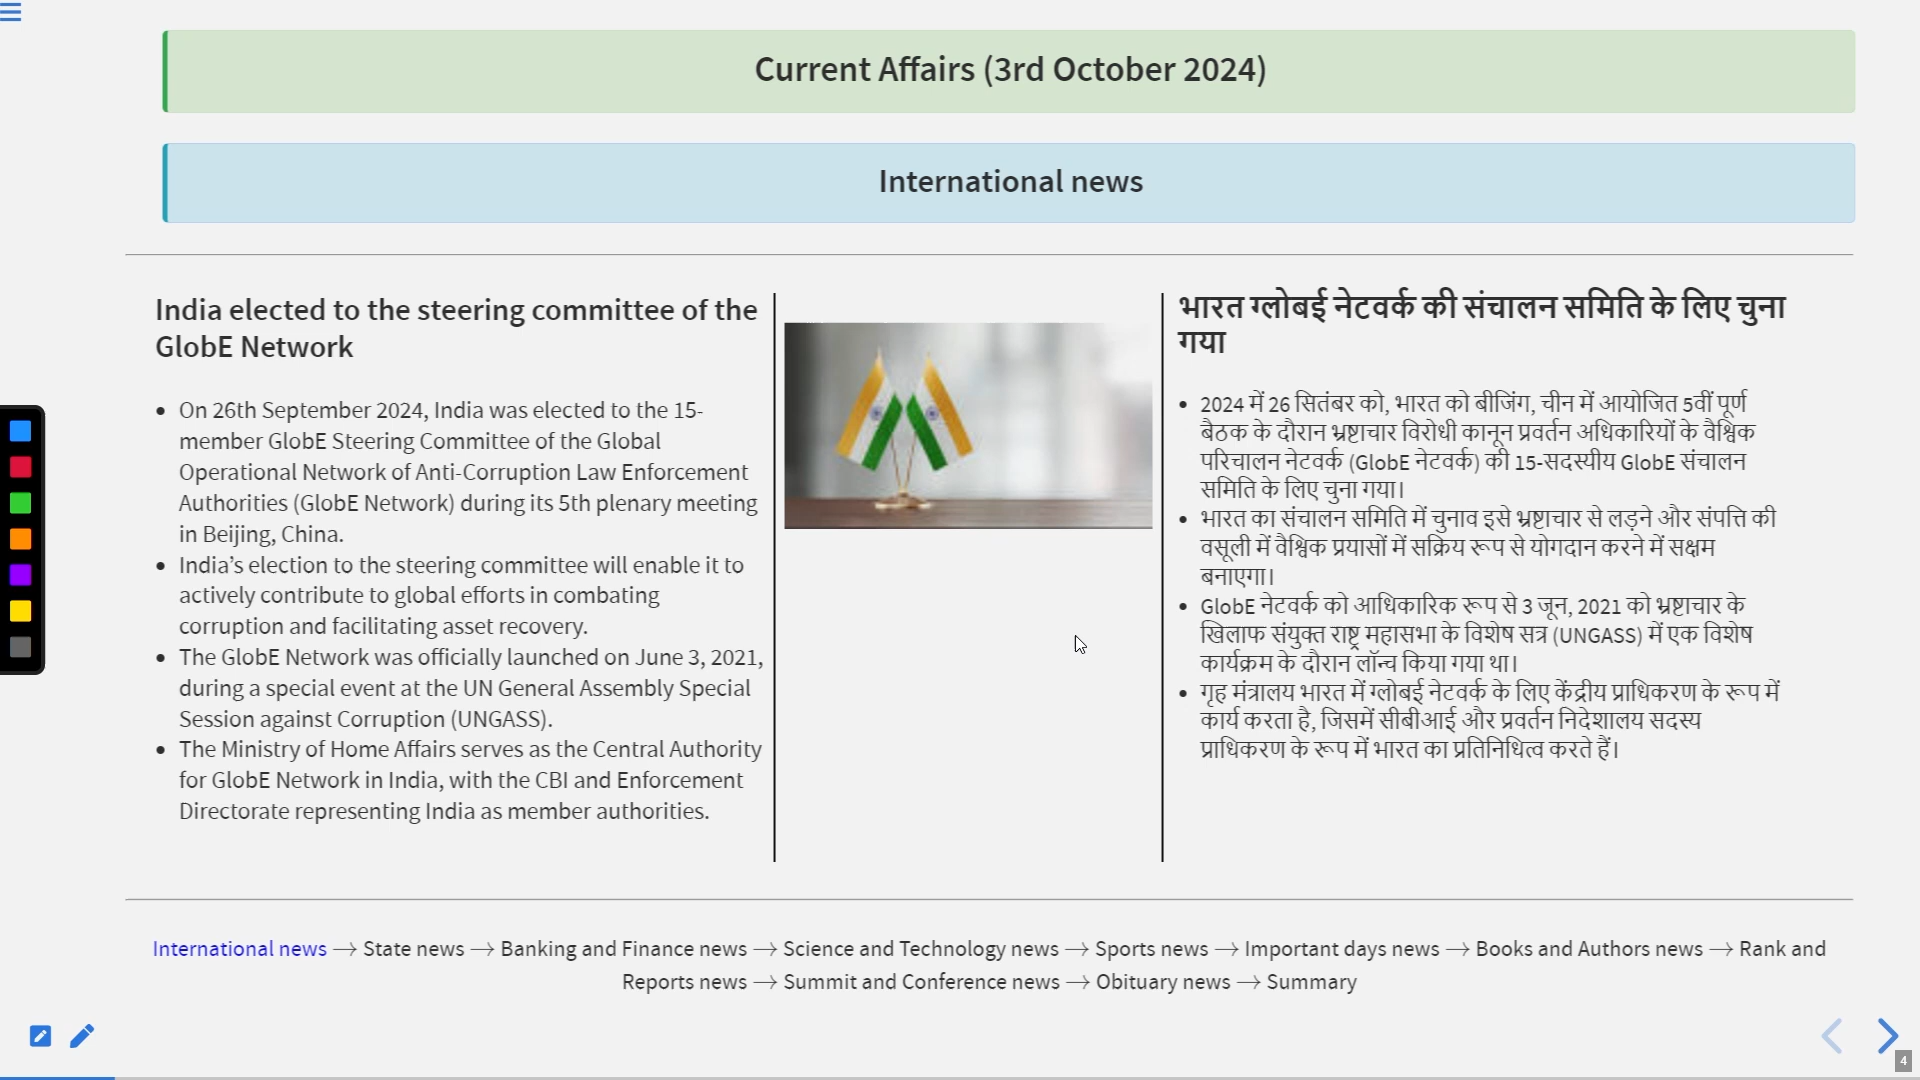 Current Affairs (3rd October 2024)
International news
India elected to the steering committee of the
GlobE Network
• On 26th September 2024, India was elected to the 15-
member GlobE Steering Committee of the Global
Operational Network of Anti-Corruption Law Enforcement
Authorities (GlobE Network) during its 5th plenary meeting
in Beijing, China.
• India’s election to the steering committee will enable it to
actively contribute to global efforts in combating
corruption and facilitating asset recovery.
• The GlobE Network was officially launched on June 3, 2021,
during a special event at the UN General Assembly Special
Session against Corruption (UNGASS).
• The Ministry of Home Affairs serves as the Central Authority
for GlobE Network in India, with the CBI and Enforcement
Directorate representing India as member authorities.
भारत ग्लोबई नेटवर्क की संचालन समिति के लिए चुना
गया
• 2024 में 26 सितंबर को, भारत को बीजिंग, चीन में आयोजित 5वीं पूर्ण
बैठक के दौरान भ्रष्टाचार विरोधी कानून प्रवर्तन अधिकारियों के वैश्विक
परिचालन नेटवर्क (GlobE नेटवर्क) की 15-सदस्यीय GlobE संचालन
समिति के लिए चुना गया।
• भारत का संचालन समिति में चुनाव इसे भ्रष्टाचार से लड़ने और संपत्ति की
वसूली में वैश्विक प्रयासों में सक्रिय रूप से योगदान करने में सक्षम
बनाएगा।
• GlobE नेटवर्क को आधिकारिक रूप से 3 जून, 2021 को भ्रष्टाचार के
खिलाफ संयुक्त राष्ट्र महासभा के विशेष सत्र (UNGASS) में एक विशेष
कार्यक्रम के दौरान लॉन्च किया गया था।
• गृह मंत्रालय भारत में ग्लोबई नेटवर्क के लिए केंद्रीय प्राधिकरण के रूप में
कार्य करता है, जिसमें सीबीआई और प्रवर्तन निदेशालय सदस्य
प्राधिकरण के रूप में भारत का प्रतिनिधित्व करते हैं।
International news → State news → Banking and Finance news → Science and Technology news → Sports news → Important days news → Books and Authors news → Rank and
Reports news → Summit and Conference news → Obituary news → Summary
4